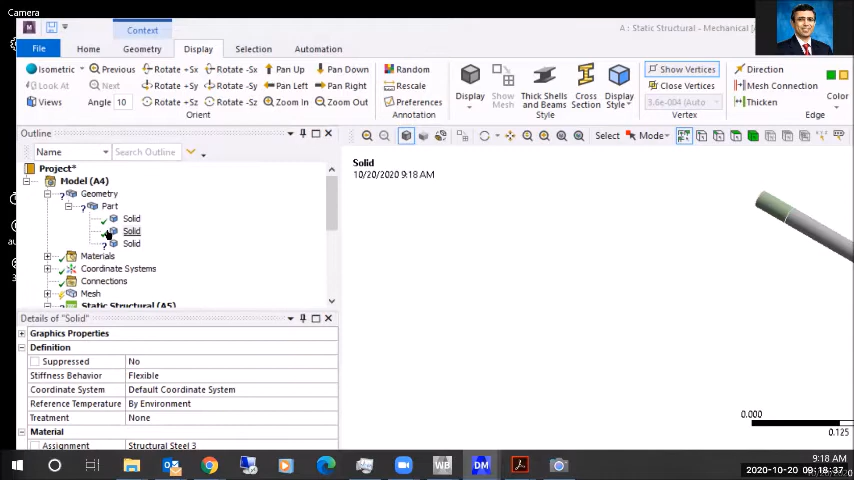 Camera
Context
A : Static Structural - Mechanical
File Home Geometry Display Selection Automation
Isometric Previous Rotate +Sx Rotate -Sx Pan Up Pan Down Random Show Vertices Direction
Look At Next Rotate +Sy Rotate -Sy Pan Left Pan Right Rescale Display Show Mesh Thick Shells and Beams Cross Section Display Style Close Vertices Mesh Connection
Views Angle 10 Rotate +Sz Rotate -Sz Zoom In Zoom Out Preferences 3.6e-004 (Auto Thicken Color
Orient Annotation Style Vertex Edge
Outline
Name Search Outline
Select Mode
Project*
Model (A4)
Geometry
Part
Solid
Solid
Solid
Materials
Coordinate Systems
Connections
Mesh
Static Structural (A5)
Solid
10/20/2020 9:18 AM
Details of "Solid"
Graphics Properties
Definition
Suppressed No
Stiffness Behavior Flexible
Coordinate System Default Coordinate System
Reference Temperature By Environment
Treatment None
Material
Assignment Structural Steel 3
0.000
0.125
WB DM
9:18 AM
2020-10-20 09:18:37